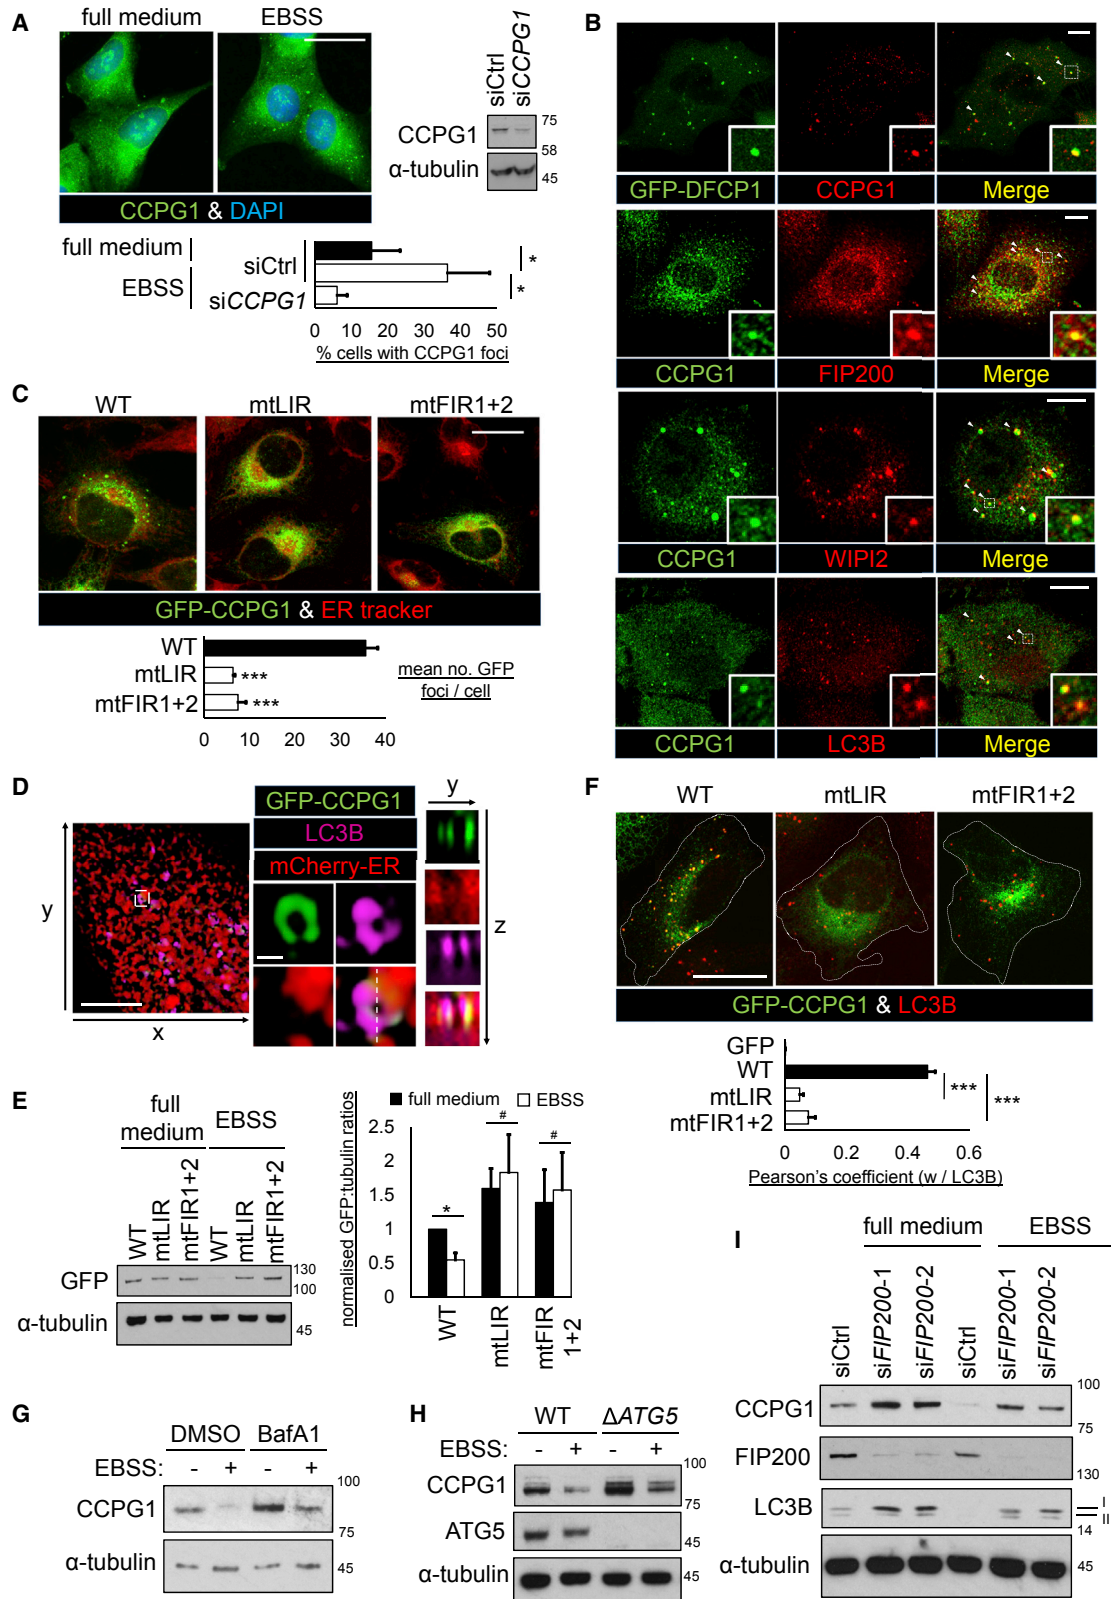 A
full medium
EBSS
CCPG1 & DAPI
siCtrl
siCCPG1
CCPG1
α-tubulin
75
58
45
full medium
EBSS
siCtrl
siCCPG1
*
*
0 10 20 30 40 50
% cells with CCPG1 foci
B
GFP-DFCP1
CCPG1
Merge
CCPG1
FIP200
Merge
CCPG1
WIPI2
Merge
CCPG1
LC3B
Merge
C
WT
mtLIR
mtFIR1+2
GFP-CCPG1 & ER tracker
WT
mtLIR
mtFIR1+2
***
***
0 10 20 30 40
mean no. GFP
foci / cell
D
y
x
GFP-CCPG1
LC3B
mCherry-ER
y
z
E
full
medium
EBSS
WT
mtLIR
mtFIR1+2
WT
mtLIR
mtFIR1+2
GFP
130
100
α-tubulin
45
normalised GFP:tubulin ratios
full medium
EBSS
2.5
2
1.5
1
0.5
0
*
#
#
WT
mtLIR
mtFIR
1+2
F
WT
mtLIR
mtFIR1+2
GFP-CCPG1 & LC3B
GFP
WT
mtLIR
mtFIR1+2
***
***
0 0.2 0.4 0.6
Pearson's coefficient (w / LC3B)
G
DMSO
BafA1
EBSS: - + - +
CCPG1
100
75
α-tubulin
45
H
WT
ΔATG5
EBSS: - + - +
CCPG1
100
75
ATG5
α-tubulin
45
I
full medium
EBSS
siCtrl
siFIP200-1
siFIP200-2
siCtrl
siFIP200-1
siFIP200-2
CCPG1
100
75
FIP200
130
LC3B
I
II
14
α-tubulin
45